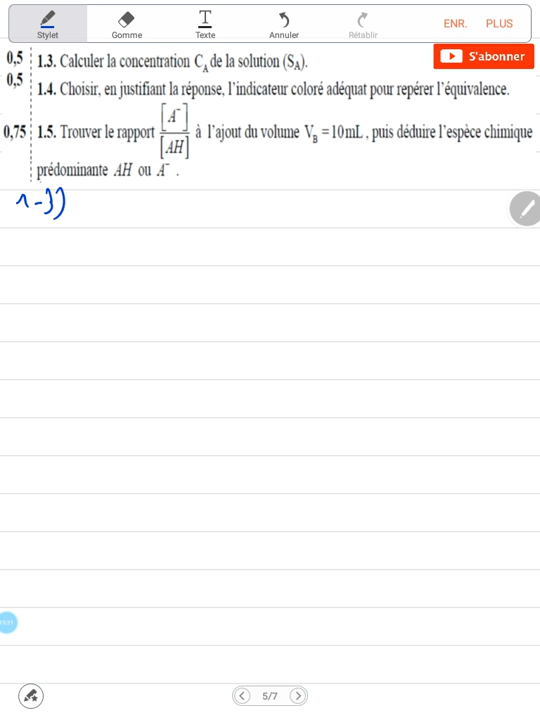 Stylet Gomme Texte Annuler Rétablir ENR. PLUS
S'abonner
0,5 1.3. Calculer la concentration C_A de la solution (S_A).
0,5 1.4. Choisir, en justifiant la réponse, l'indicateur coloré adéquat pour repérer l'équivalence.
0,75 1.5. Trouver le rapport [A⁻]/[AH] à l'ajout du volume V_B = 10mL, puis déduire l'espèce chimique
prédominante AH ou A⁻ .
1-3)
5/7